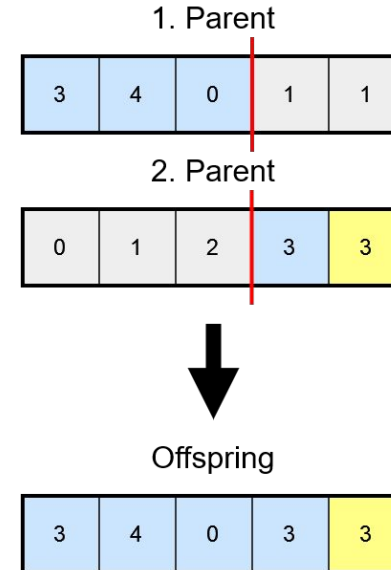 1. Parent
3 4 0 1 1
2. Parent
0 1 2 3 3
Offspring
3 4 0 3 3